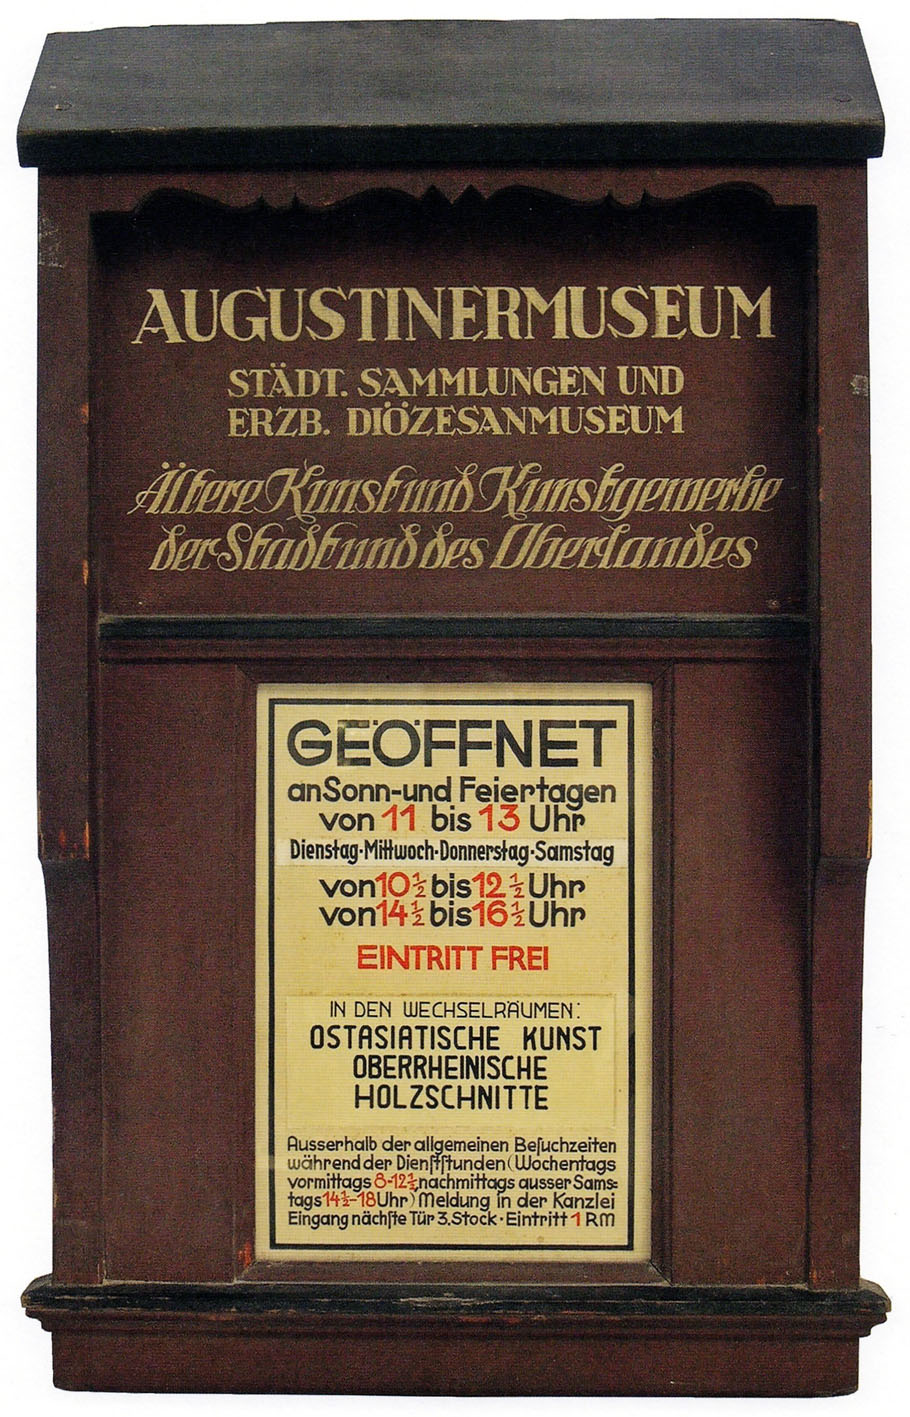 AUGUSTINERMUSEUM
STÄDT. SAMMLUNGEN UND
ERZB. DIÖZESANMUSEUM
Ältere Kunst und Kunstgewerbe
der Stadt und des Oberlandes
GEÖFFNET
an Sonn-und Feiertagen
von 11 bis 13 Uhr
Dienstag·Mittwoch·Donnerstag·Samstag
von 10½ bis 12½ Uhr
von 14½ bis 16½ Uhr
EINTRITT FREI
IN DEN WECHSELRÄUMEN:
OSTASIATISCHE KUNST
OBERRHEINISCHE
HOLZSCHNITTE
Ausserhalb der allgemeinen Beſuchzeiten
während der Dienſtſtunden (Wochentags
vormittags 8-12½ nachmittags ausser Sams=
tags 14½-18 Uhr) Meldung in der Kanzlei
Eingang nächſte Tür 3.Stock·Eintritt 1 RM